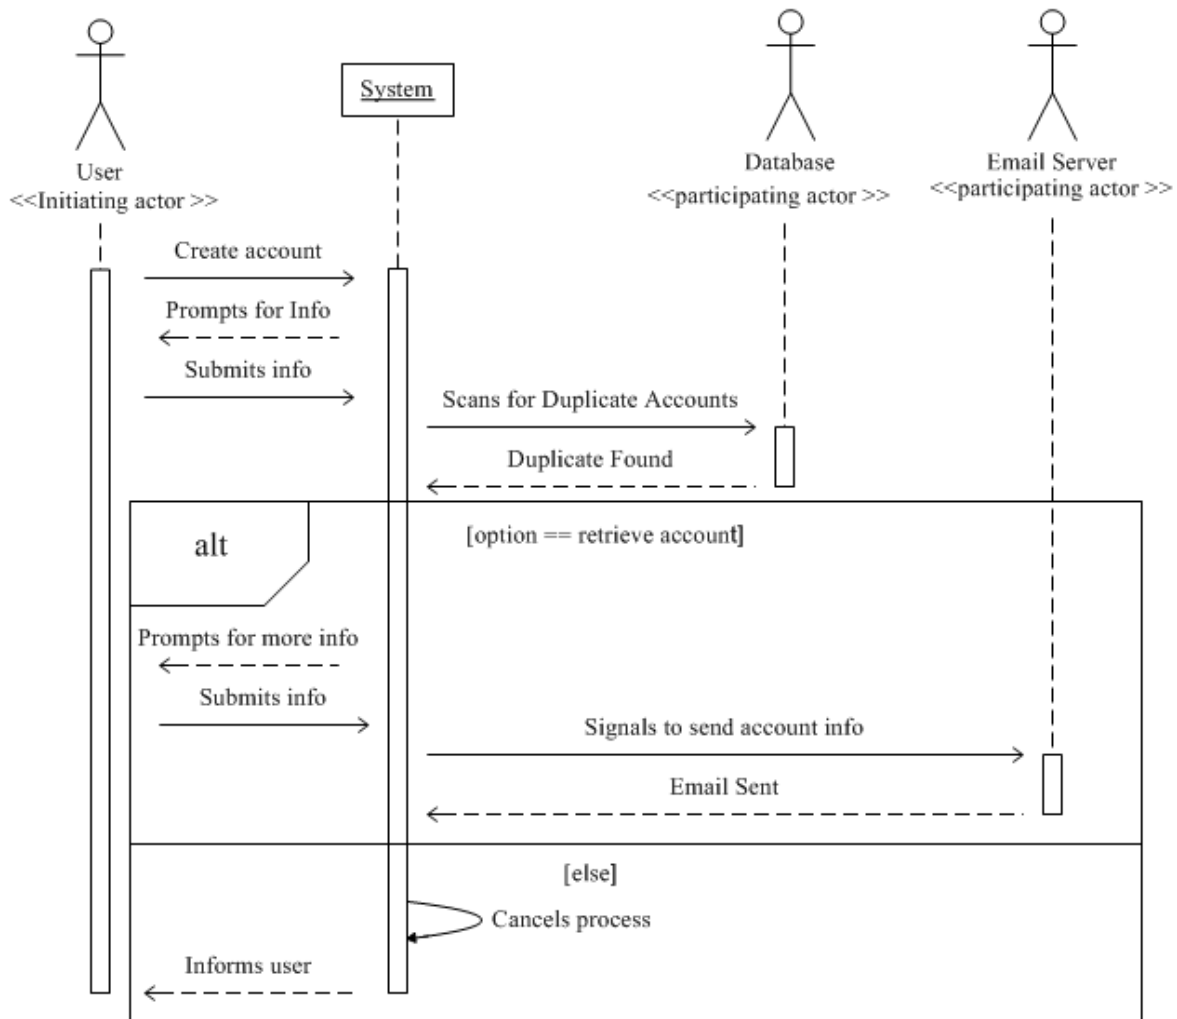 System
User
<<Initiating actor >>
Database
<<participating actor >>
Email Server
<<participating actor >>
Create account
Prompts for Info
Submits info
Scans for Duplicate Accounts
Duplicate Found
alt
[option == retrieve account]
Prompts for more info
Submits info
Signals to send account info
Email Sent
[else]
Cancels process
Informs user